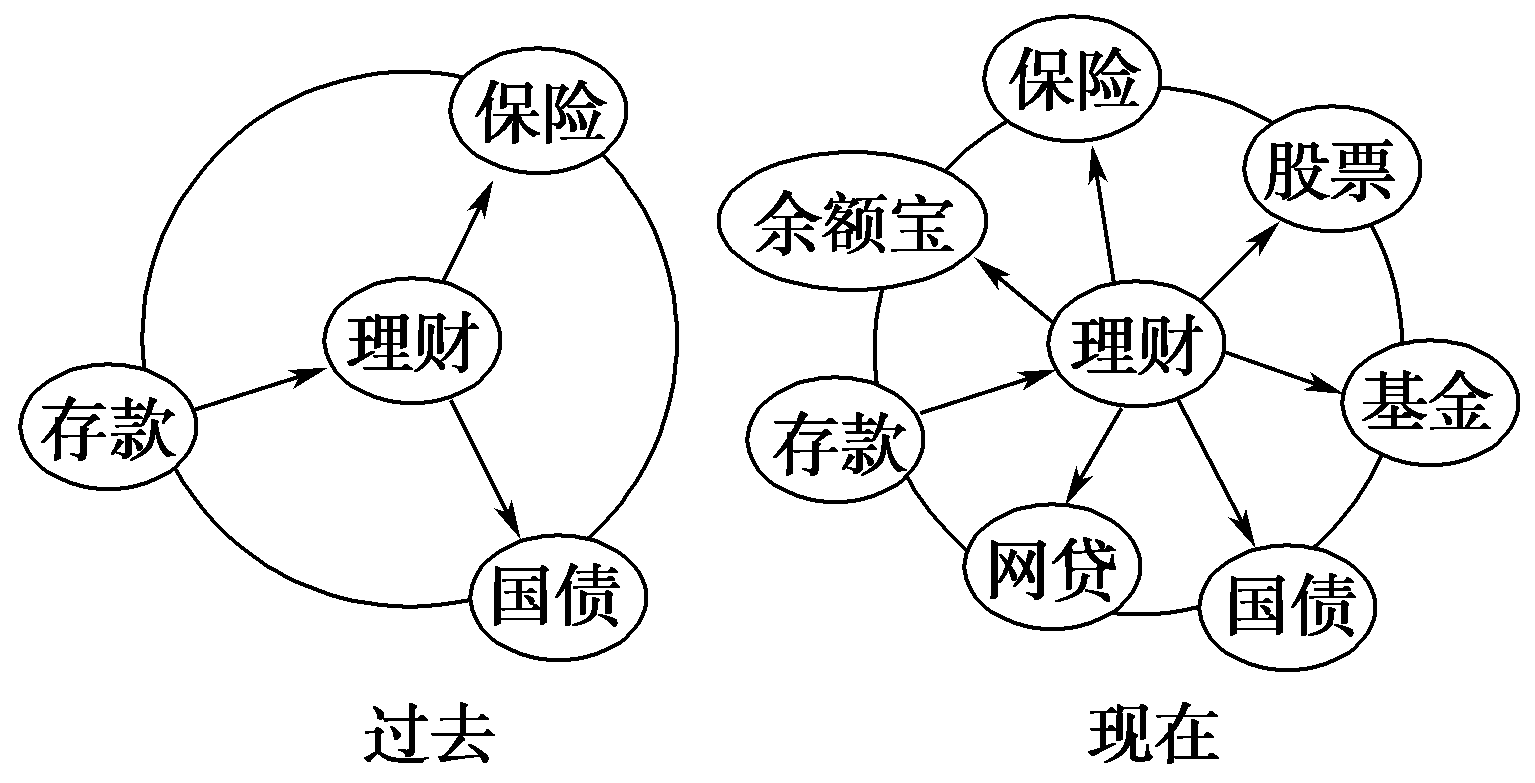 保险
理财
存款
国债
过去
保险
股票
余额宝
理财
基金
存款
网贷
国债
现在